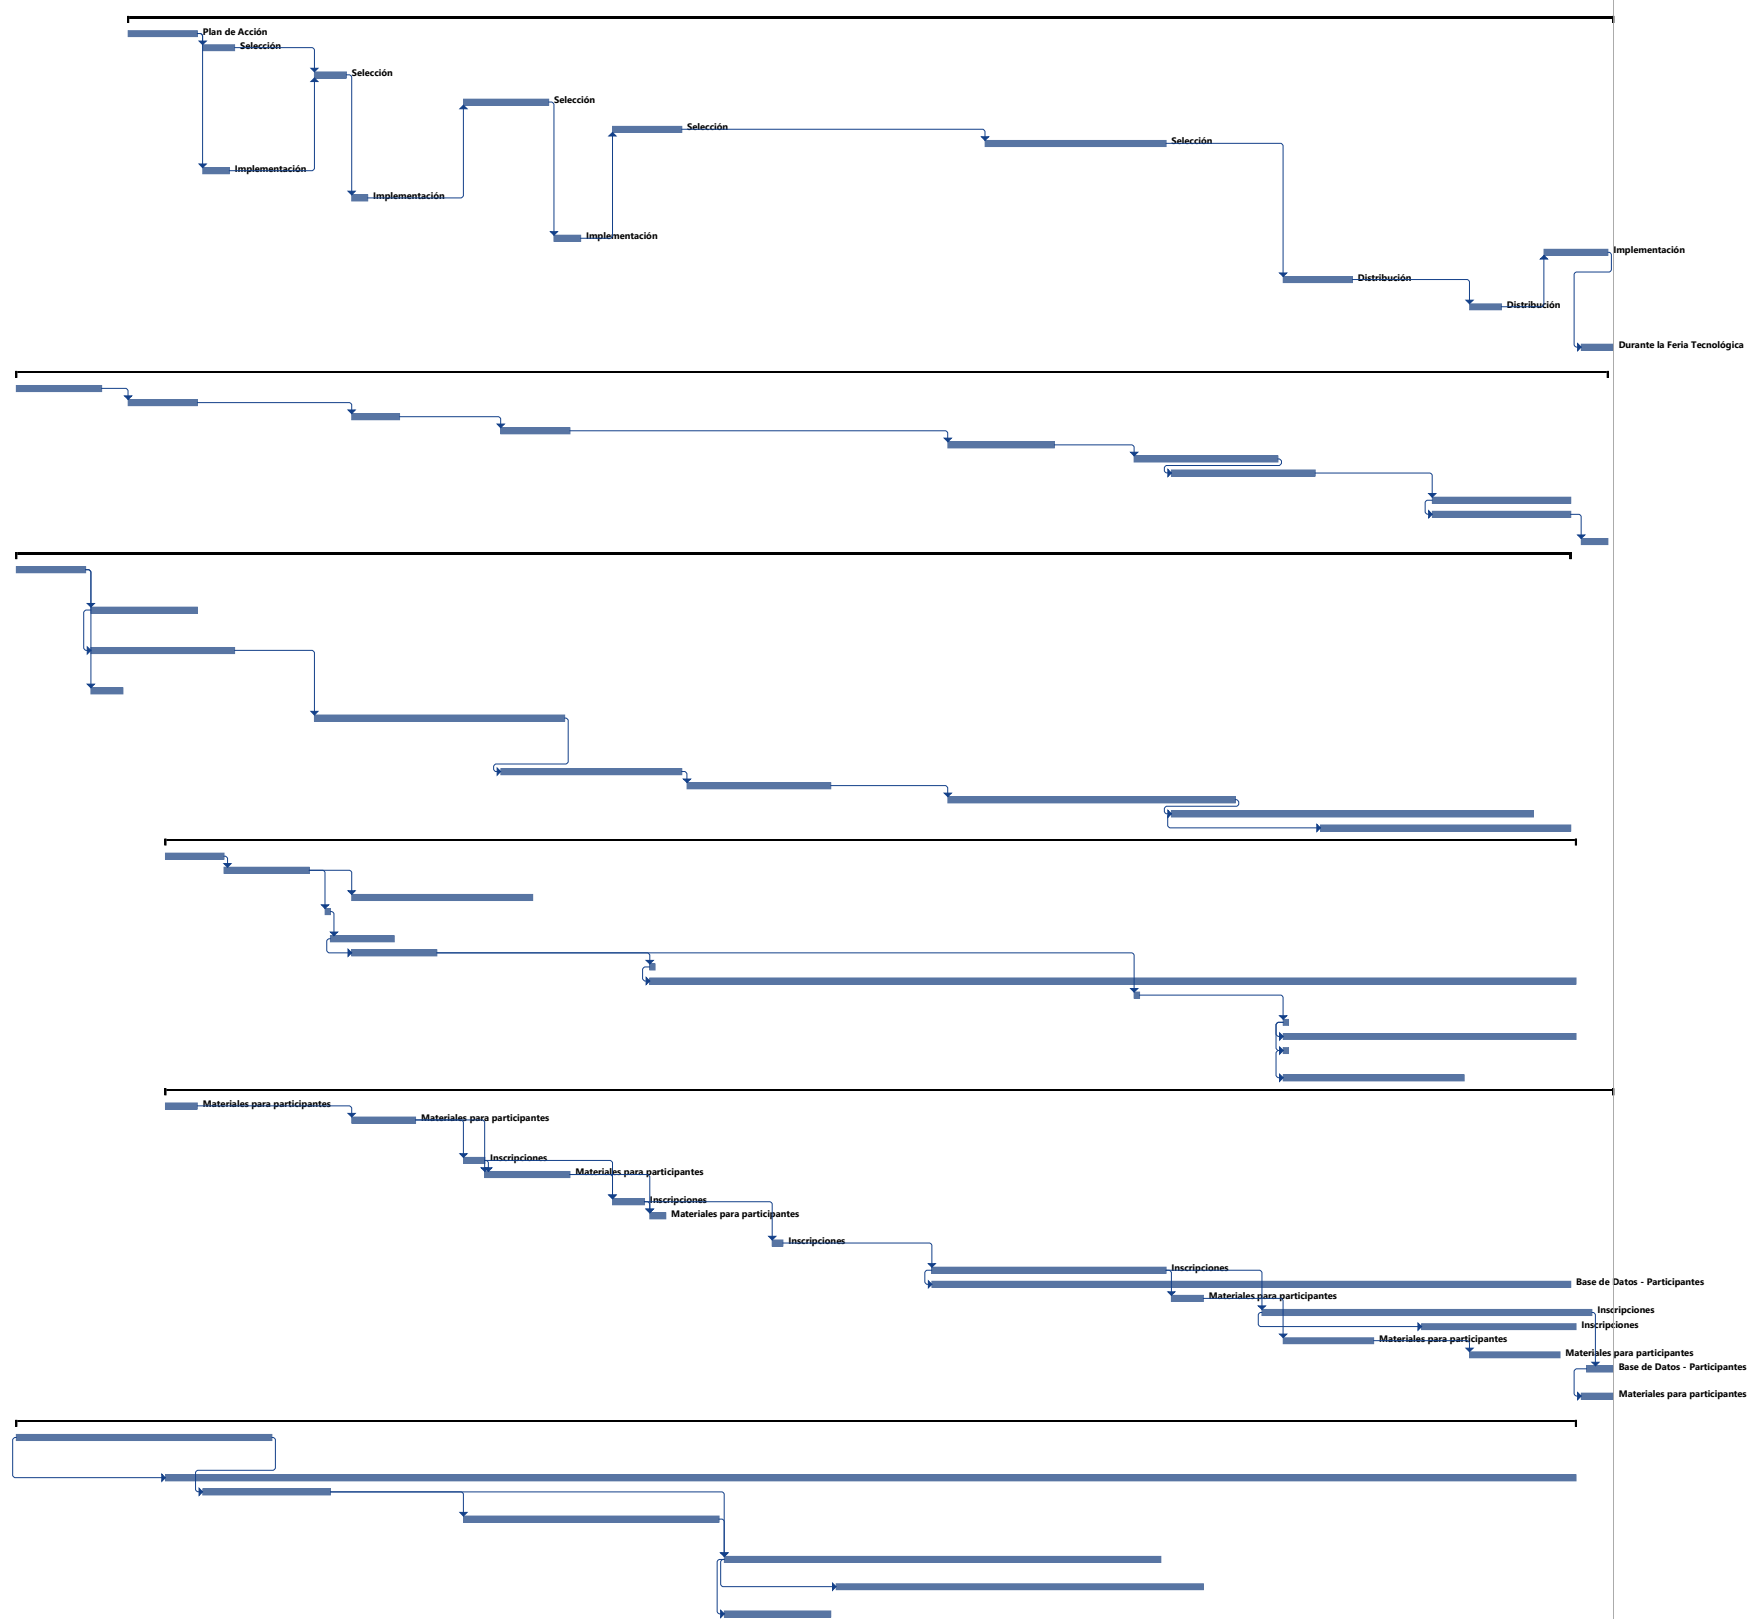 Plan de Acción
Selección
Selección
Selección
Selección
Selección
Implementación
Implementación
Implementación
Implementación
Distribución
Distribución
Durante la Feria Tecnológica
Materiales para participantes
Materiales para participantes
Inscripciones
Materiales para participantes
Inscripciones
Materiales para participantes
Inscripciones
Inscripciones
Base de Datos - Participantes
Materiales para participantes
Inscripciones
Inscripciones
Materiales para participantes
Materiales para participantes
Base de Datos - Participantes
Materiales para participantes